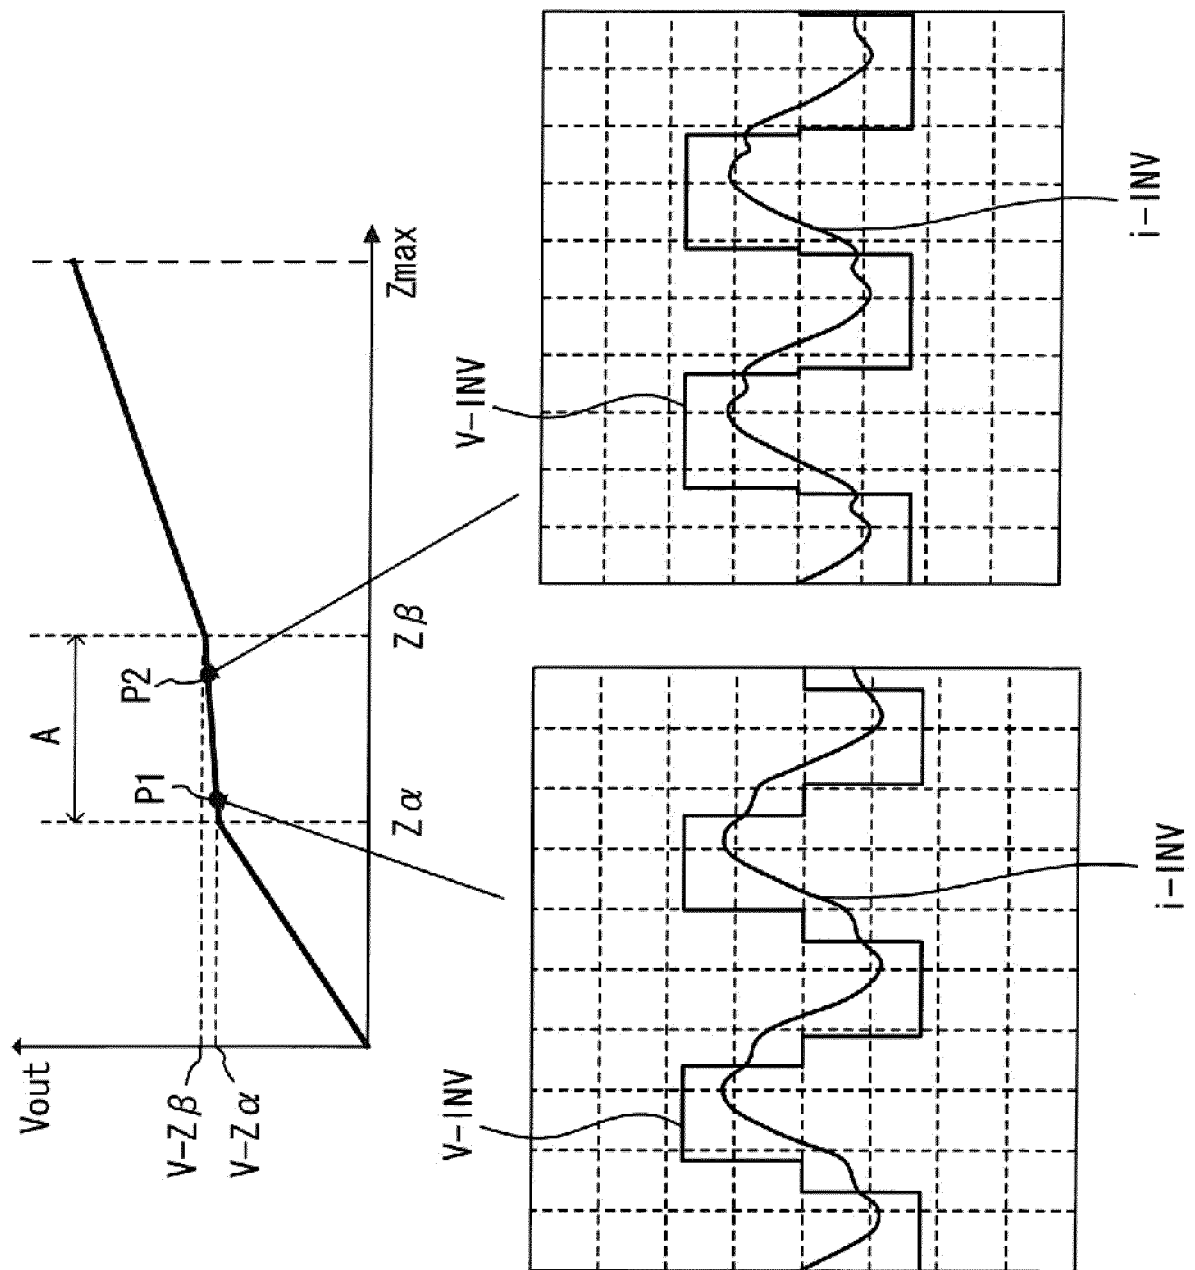 Vout
V-Zβ
V-Zα
A
P1
P2
Zα
Zβ
Zmax
V-INV
i-INV
V-INV
i-INV